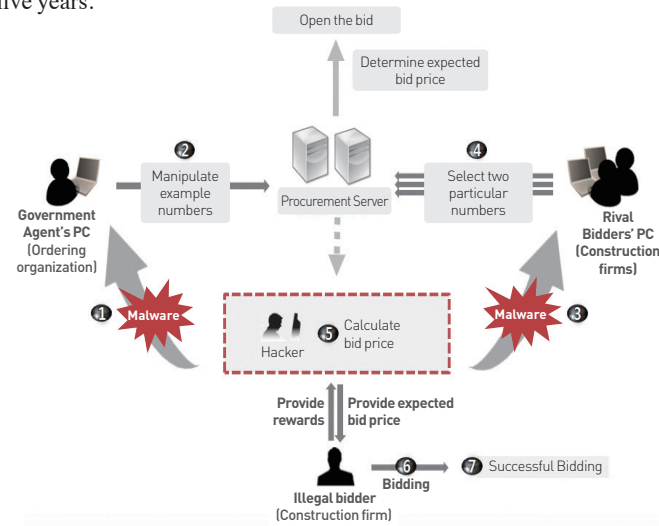 five years.
Open the bid
Determine expected
bid price
2
Manipulate
example
numbers
Procurement Server
4
Select two
particular
numbers
Government
Agent's PC
(Ordering
organization)
Rival
Bidders' PC
(Construction
firms)
1
Malware
Malware
3
Hacker
5
Calculate
bid price
Provide
rewards
Provide expected
bid price
6
Bidding
7
Successful Bidding
Illegal bidder
(Construction firm)